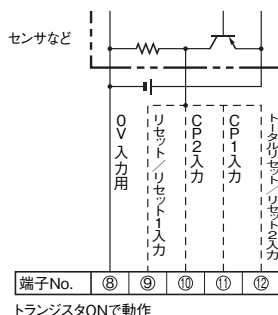 センサなど
0V入力用
リセット／リセット1入力
CP2入力
CP1入力
トータルリセット／リセット2入力
端子No. ⑧ ⑨ ⑩ ⑪ ⑫
トランジスタONで動作